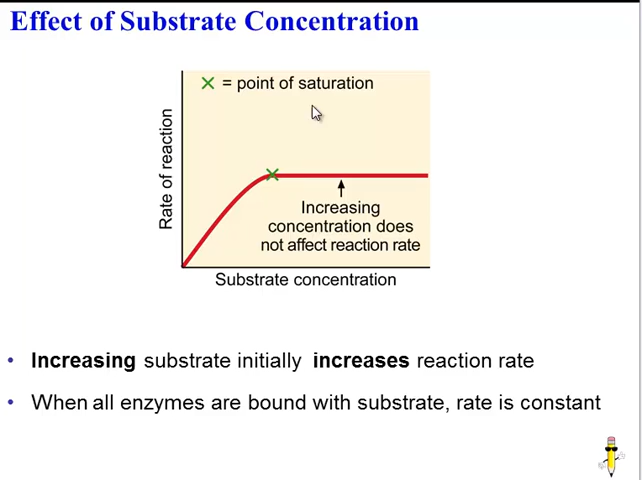 Effect of Substrate Concentration
× = point of saturation
Rate of reaction
Increasing
concentration does
not affect reaction rate
Substrate concentration
• Increasing substrate initially increases reaction rate
• When all enzymes are bound with substrate, rate is constant